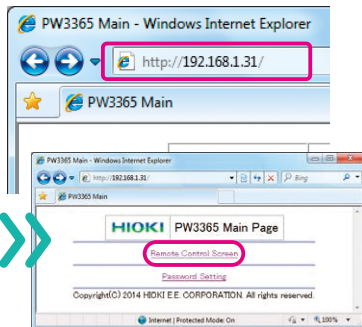 PW3365 Main - Windows Internet Explorer
http://192.168.1.31/
PW3365 Main
PW3365 Main - Windows Internet Explorer
http://192.168.1.31/
Bing
PW3365 Main
HIOKI PW3365 Main Page
Remote Control Screen
Password Setting
Copyright(C) 2014 HIOKI E.E. CORPORATION. All rights reserved.
Internet | Protected Mode: On
100%